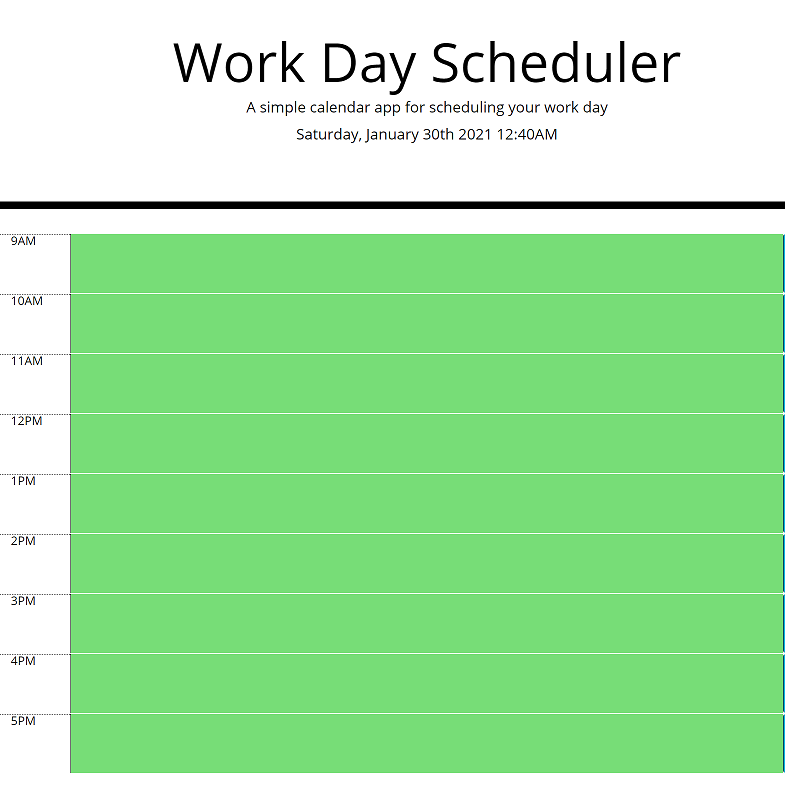 Work Day Scheduler
A simple calendar app for scheduling your work day
Saturday, January 30th 2021 12:40AM
9AM
10AM
11AM
12PM
1PM
2PM
3PM
4PM
5PM